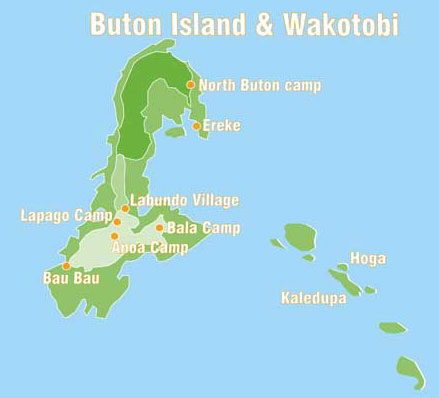 Buton Island & Wakotobi
North Buton camp
Ereke
Labundo Village
Lapago Camp
Bala Camp
Anoa Camp
Bau Bau
Hoga
Kaledupa